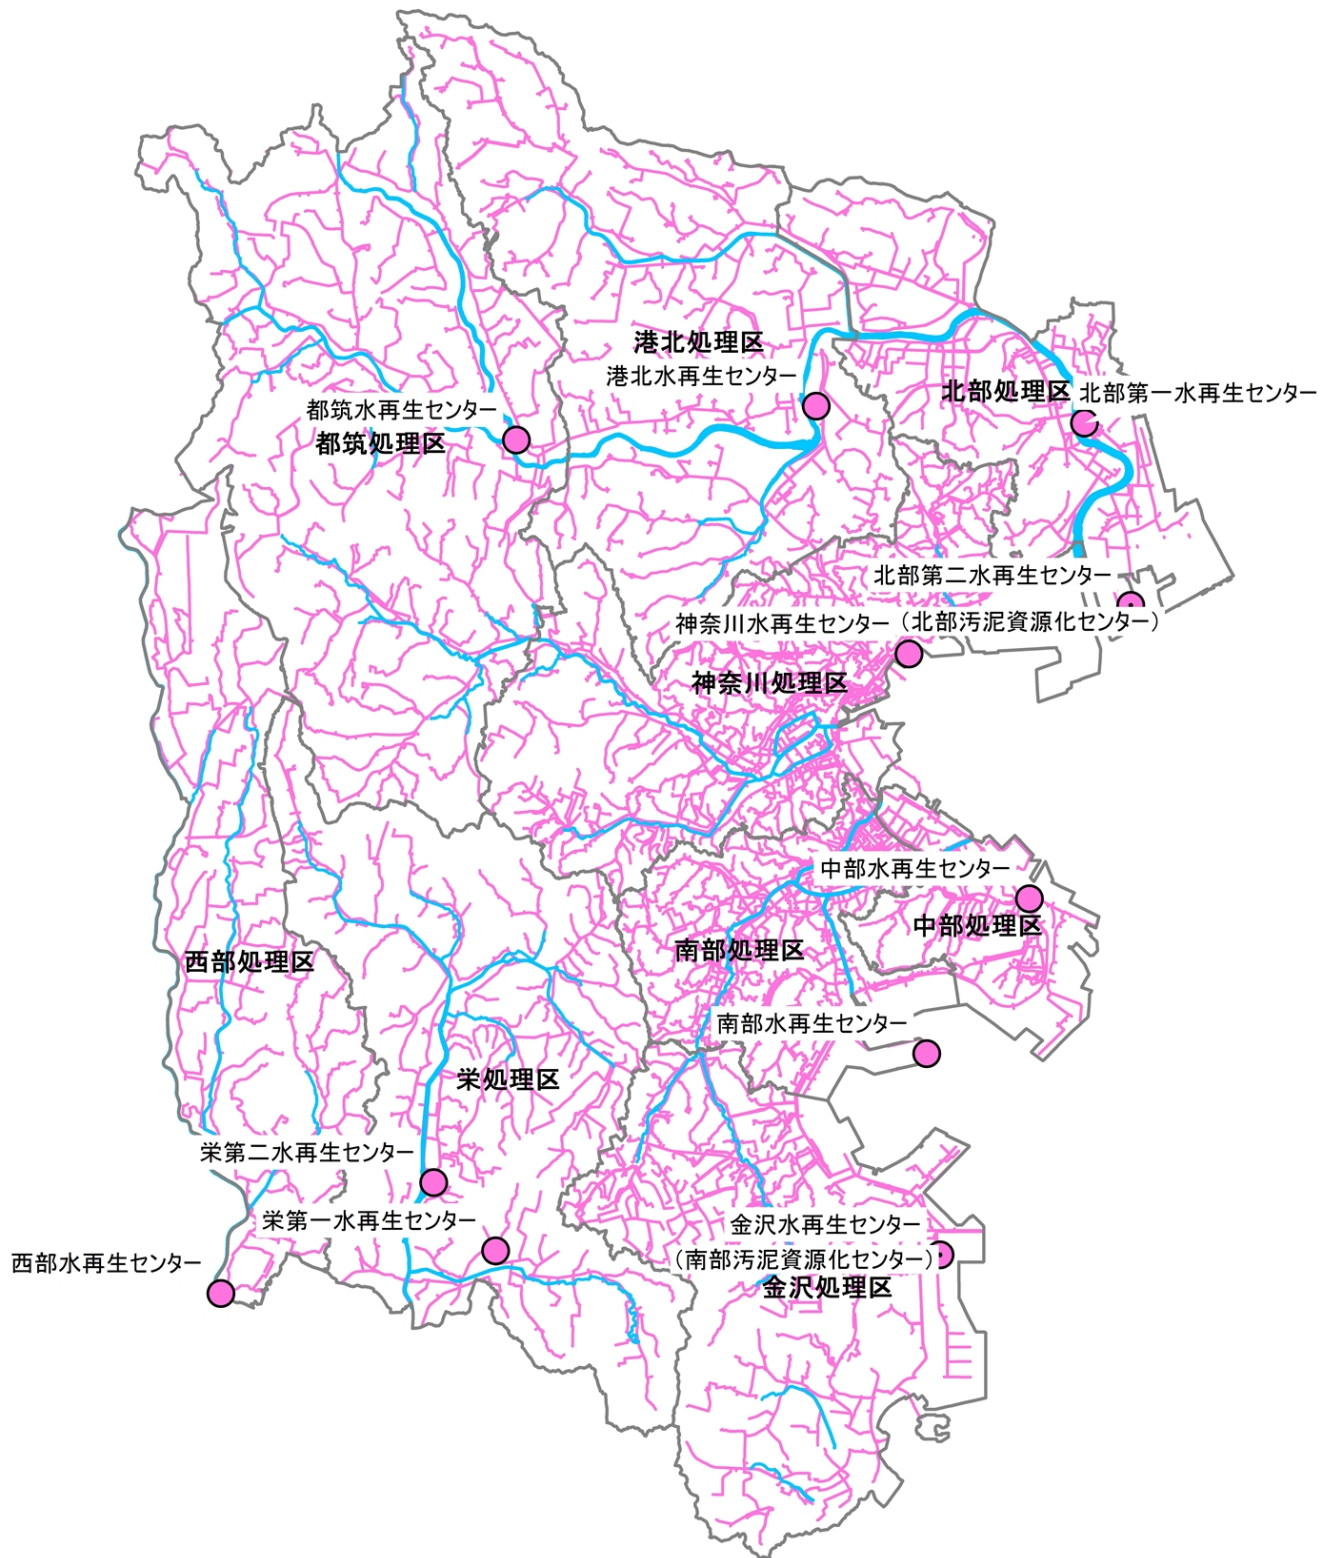 港北処理区
港北水再生センター
北部処理区
北部第一水再生センター
都筑水再生センター
都筑処理区
北部第二水再生センター
神奈川水再生センター
（北部汚泥資源化センター）
神奈川処理区
中部水再生センター
中部処理区
南部処理区
西部処理区
南部水再生センター
栄処理区
栄第二水再生センター
栄第一水再生センター
金沢水再生センター
（南部汚泥資源化センター）
金沢処理区
西部水再生センター